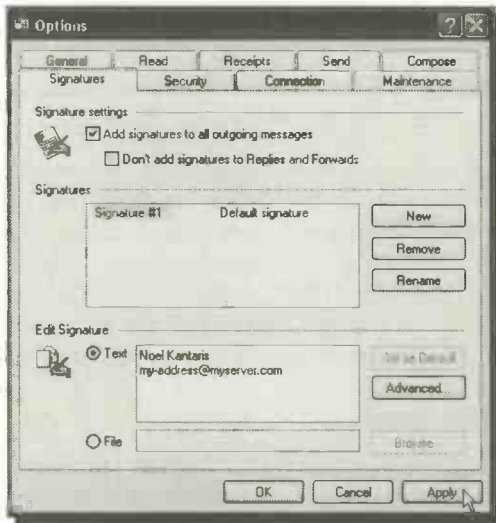 Options
General Read Receipts Send Compose
Signatures Security Connection Maintenance
Signature settings
Add signatures to all outgoing messages
Don't add signatures to Replies and Forwards
Signatures
Signature #1 Default signature
New
Remove
Rename
Edit Signature
Text
Noel Kantaris
my-address@myserver.com
Set as Default
Advanced...
File
Browse
OK Cancel Apply